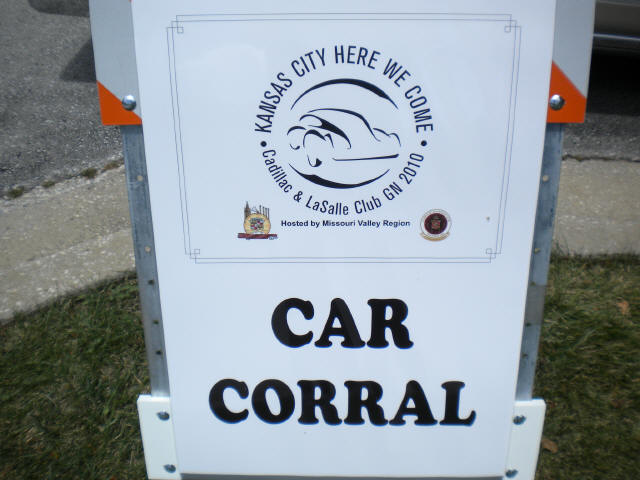 • KANSAS CITY HERE WE COME •
Cadillac & LaSalle Club GN 2010
Hosted by Missouri Valley Region
CAR
CORRAL